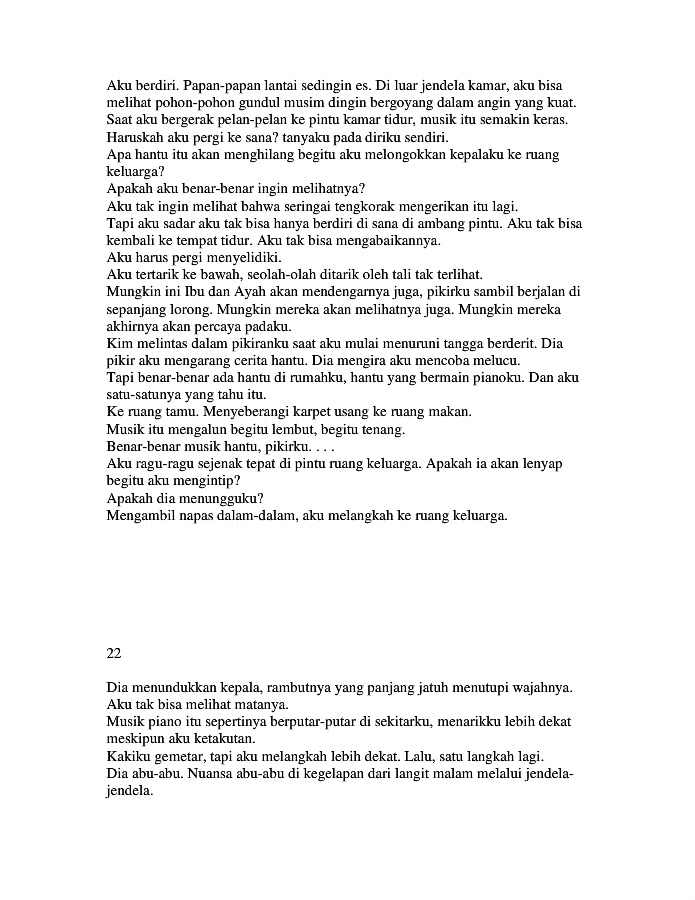 Aku berdiri. Papan-papan lantai sedingin es. Di luar jendela kamar, aku bisa
melihat pohon-pohon gundul musim dingin bergoyang dalam angin yang kuat.
Saat aku bergerak pelan-pelan ke pintu kamar tidur, musik itu semakin keras.
Haruskah aku pergi ke sana? tanyaku pada diriku sendiri.
Apa hantu itu akan menghilang begitu aku melongokkan kepalaku ke ruang
keluarga?
Apakah aku benar-benar ingin melihatnya?
Aku tak ingin melihat bahwa seringai tengkorak mengerikan itu lagi.
Tapi aku sadar aku tak bisa hanya berdiri di sana di ambang pintu. Aku tak bisa
kembali ke tempat tidur. Aku tak bisa mengabaikannya.
Aku harus pergi menyelidiki.
Aku tertarik ke bawah, seolah-olah ditarik oleh tali tak terlihat.
Mungkin ini Ibu dan Ayah akan mendengarnya juga, pikirku sambil berjalan di
sepanjang lorong. Mungkin mereka akan melihatnya juga. Mungkin mereka
akhirnya akan percaya padaku.
Kim melintas dalam pikiranku saat aku mulai menuruni tangga berderit. Dia
pikir aku mengarang cerita hantu. Dia mengira aku mencoba melucu.
Tapi benar-benar ada hantu di rumahku, hantu yang bermain pianoku. Dan aku
satu-satunya yang tahu itu.
Ke ruang tamu. Menyeberangi karpet usang ke ruang makan.
Musik itu mengalun begitu lembut, begitu tenang.
Benar-benar musik hantu, pikirku. . . .
Aku ragu-ragu sejenak tepat di pintu ruang keluarga. Apakah ia akan lenyap
begitu aku mengintip?
Apakah dia menungguku?
Mengambil napas dalam-dalam, aku melangkah ke ruang keluarga.
22
Dia menundukkan kepala, rambutnya yang panjang jatuh menutupi wajahnya.
Aku tak bisa melihat matanya.
Musik piano itu sepertinya berputar-putar di sekitarku, menarikku lebih dekat
meskipun aku ketakutan.
Kakiku gemetar, tapi aku melangkah lebih dekat. Lalu, satu langkah lagi.
Dia abu-abu. Nuansa abu-abu di kegelapan dari langit malam melalui jendela-
jendela.